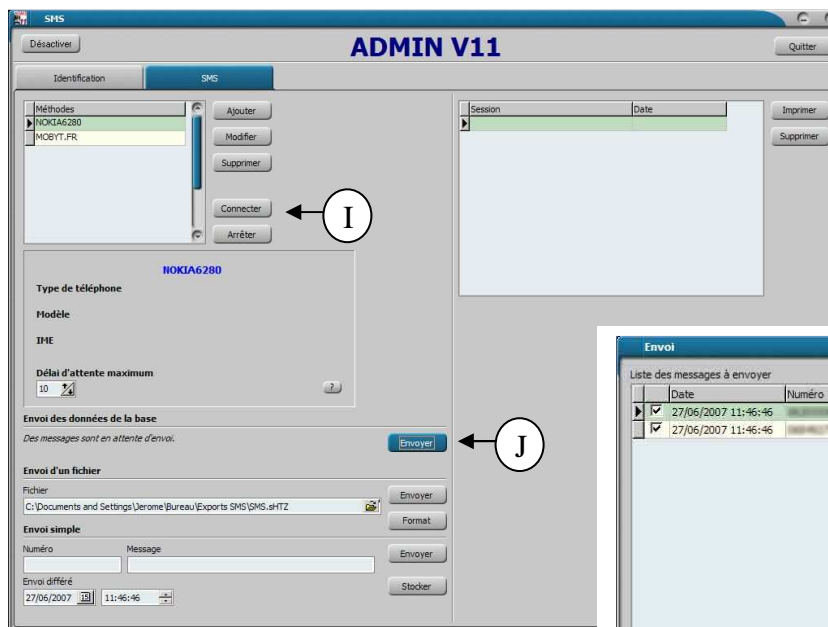 SMS
Désactiver
ADMIN V11
Quitter
Identification
SMS
Méthodes
NOKIA6280
MOBYT.FR
Ajouter
Modifier
Supprimer
Connecter
Arrêter
I
Session
Date
Imprimer
Supprimer
NOKIA6280
Type de téléphone
Modèle
IME
Délai d'attente maximum
10
?
Envoi des données de la base
Des messages sont en attente d'envoi.
Envoyer
J
Envoi d'un fichier
Fichier
C:\Documents and Settings\Jerome\Bureau\Exports SMS\SMS.sHTZ
Envoyer
Format
Envoi simple
Numéro
Message
Envoyer
Envoi différé
27/06/2007
15
11:46:46
Stocker
Envoi
Liste des messages à envoyer
Date
Numéro
27/06/2007 11:46:46
27/06/2007 11:46:46